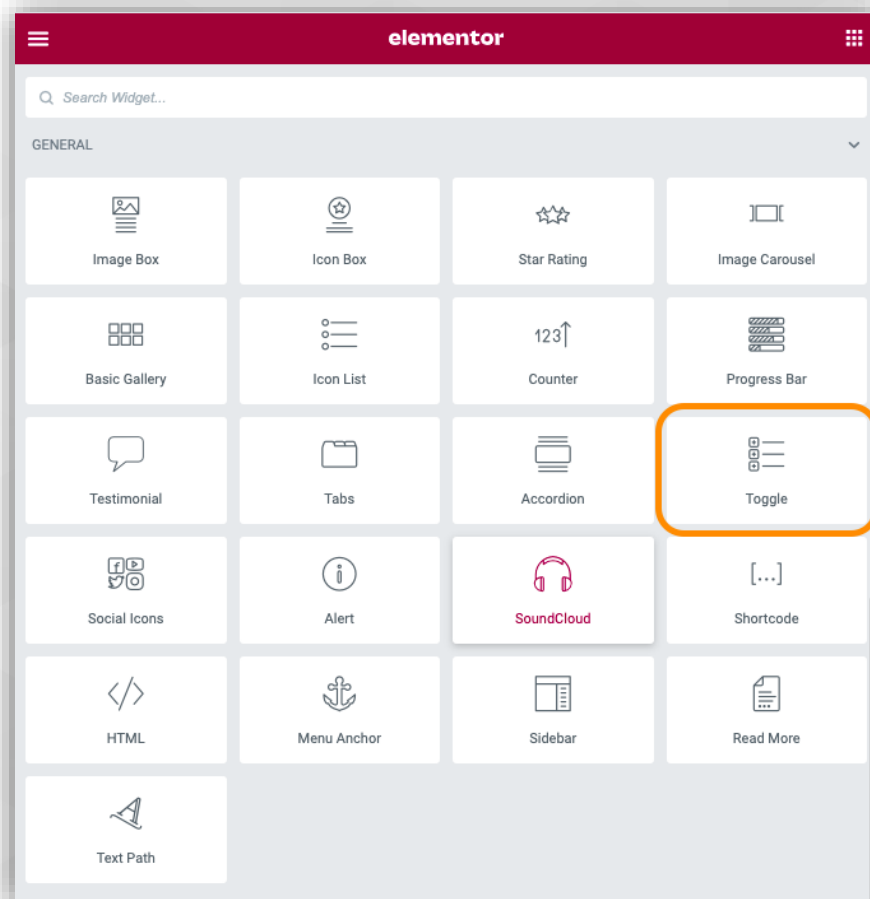 elementor
Search Widget...
GENERAL
Image Box
Icon Box
Star Rating
Image Carousel
Basic Gallery
Icon List
123
Counter
Progress Bar
Testimonial
Tabs
Accordion
Toggle
Social Icons
Alert
SoundCloud
[...]
Shortcode
</>
HTML
Menu Anchor
Sidebar
Read More
A
Text Path